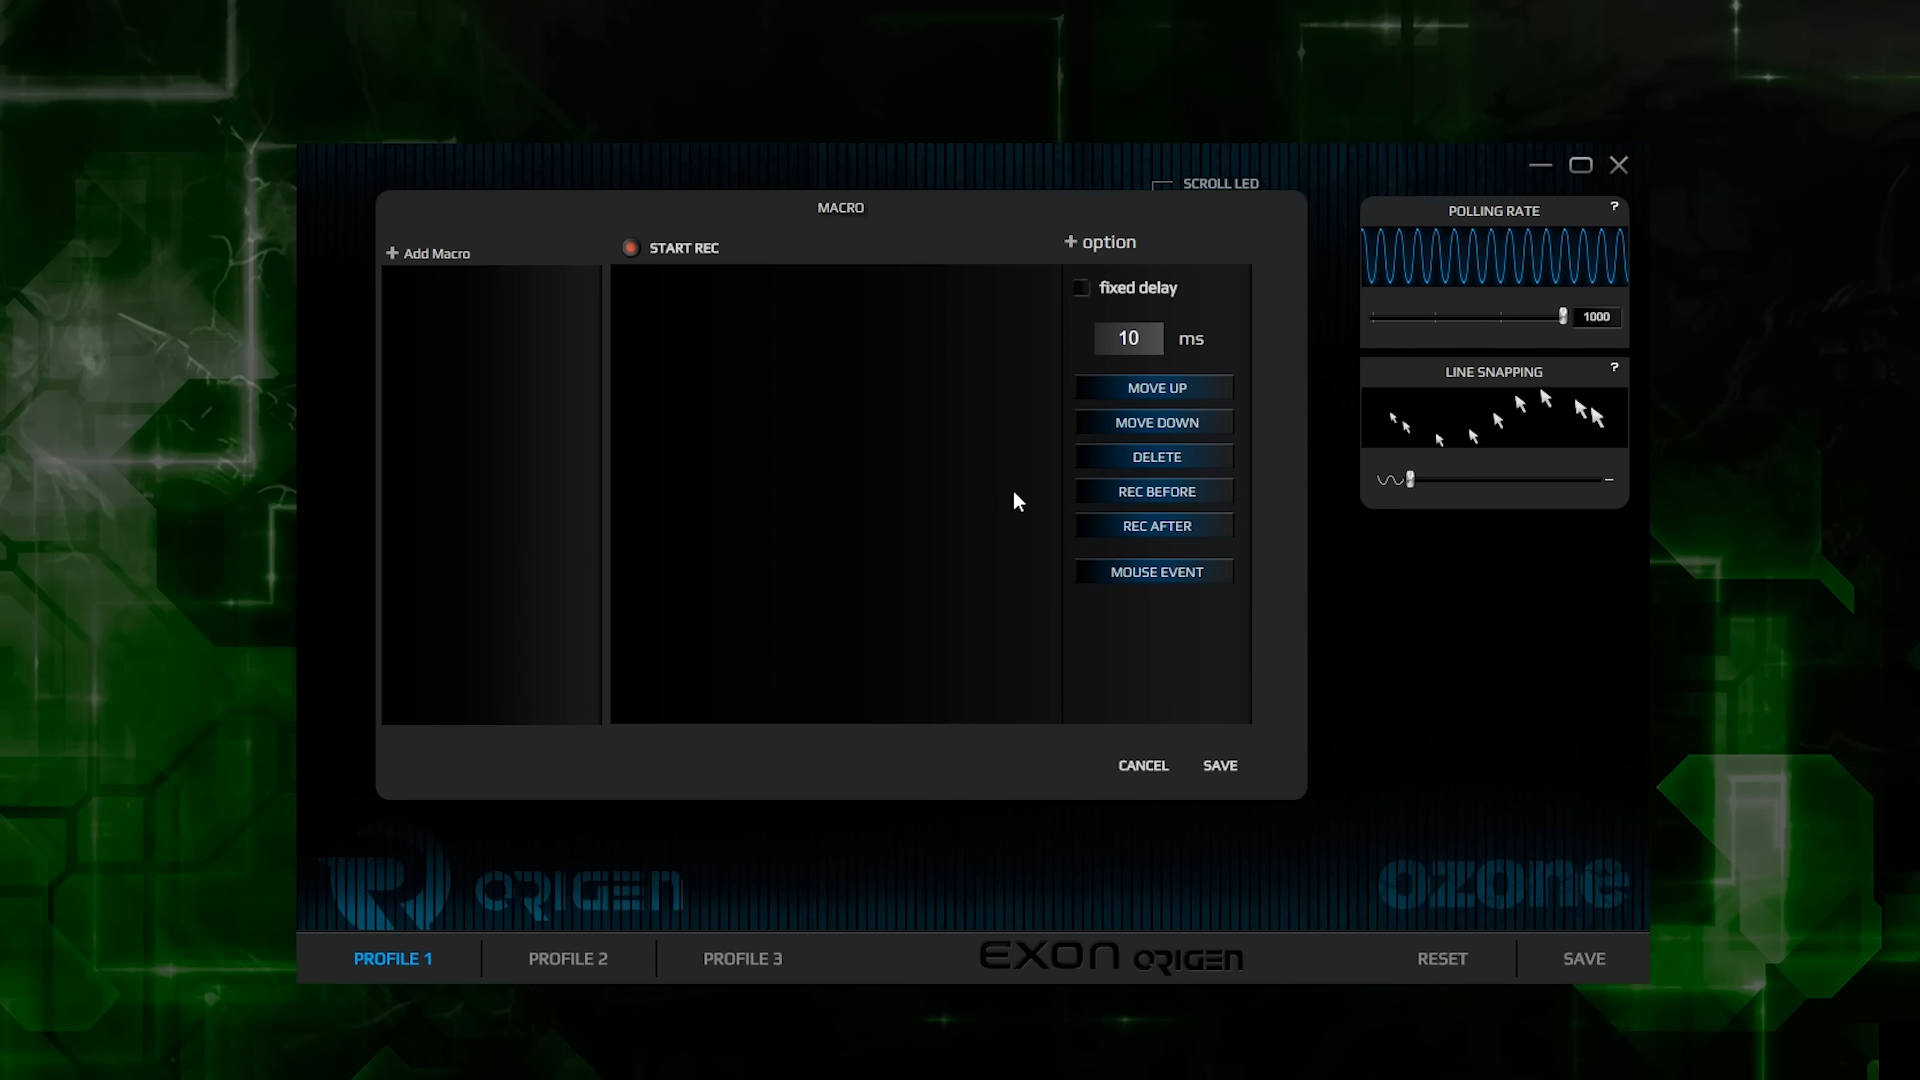 SCROLL LED
MACRO
+ Add Macro
START REC
+ option
fixed delay
10 ms
MOVE UP
MOVE DOWN
DELETE
REC BEFORE
REC AFTER
MOUSE EVENT
CANCEL SAVE
POLLING RATE ?
1000
LINE SNAPPING ?
ORIGEN
ozone
PROFILE 1 PROFILE 2 PROFILE 3 EXON ORIGEN RESET SAVE